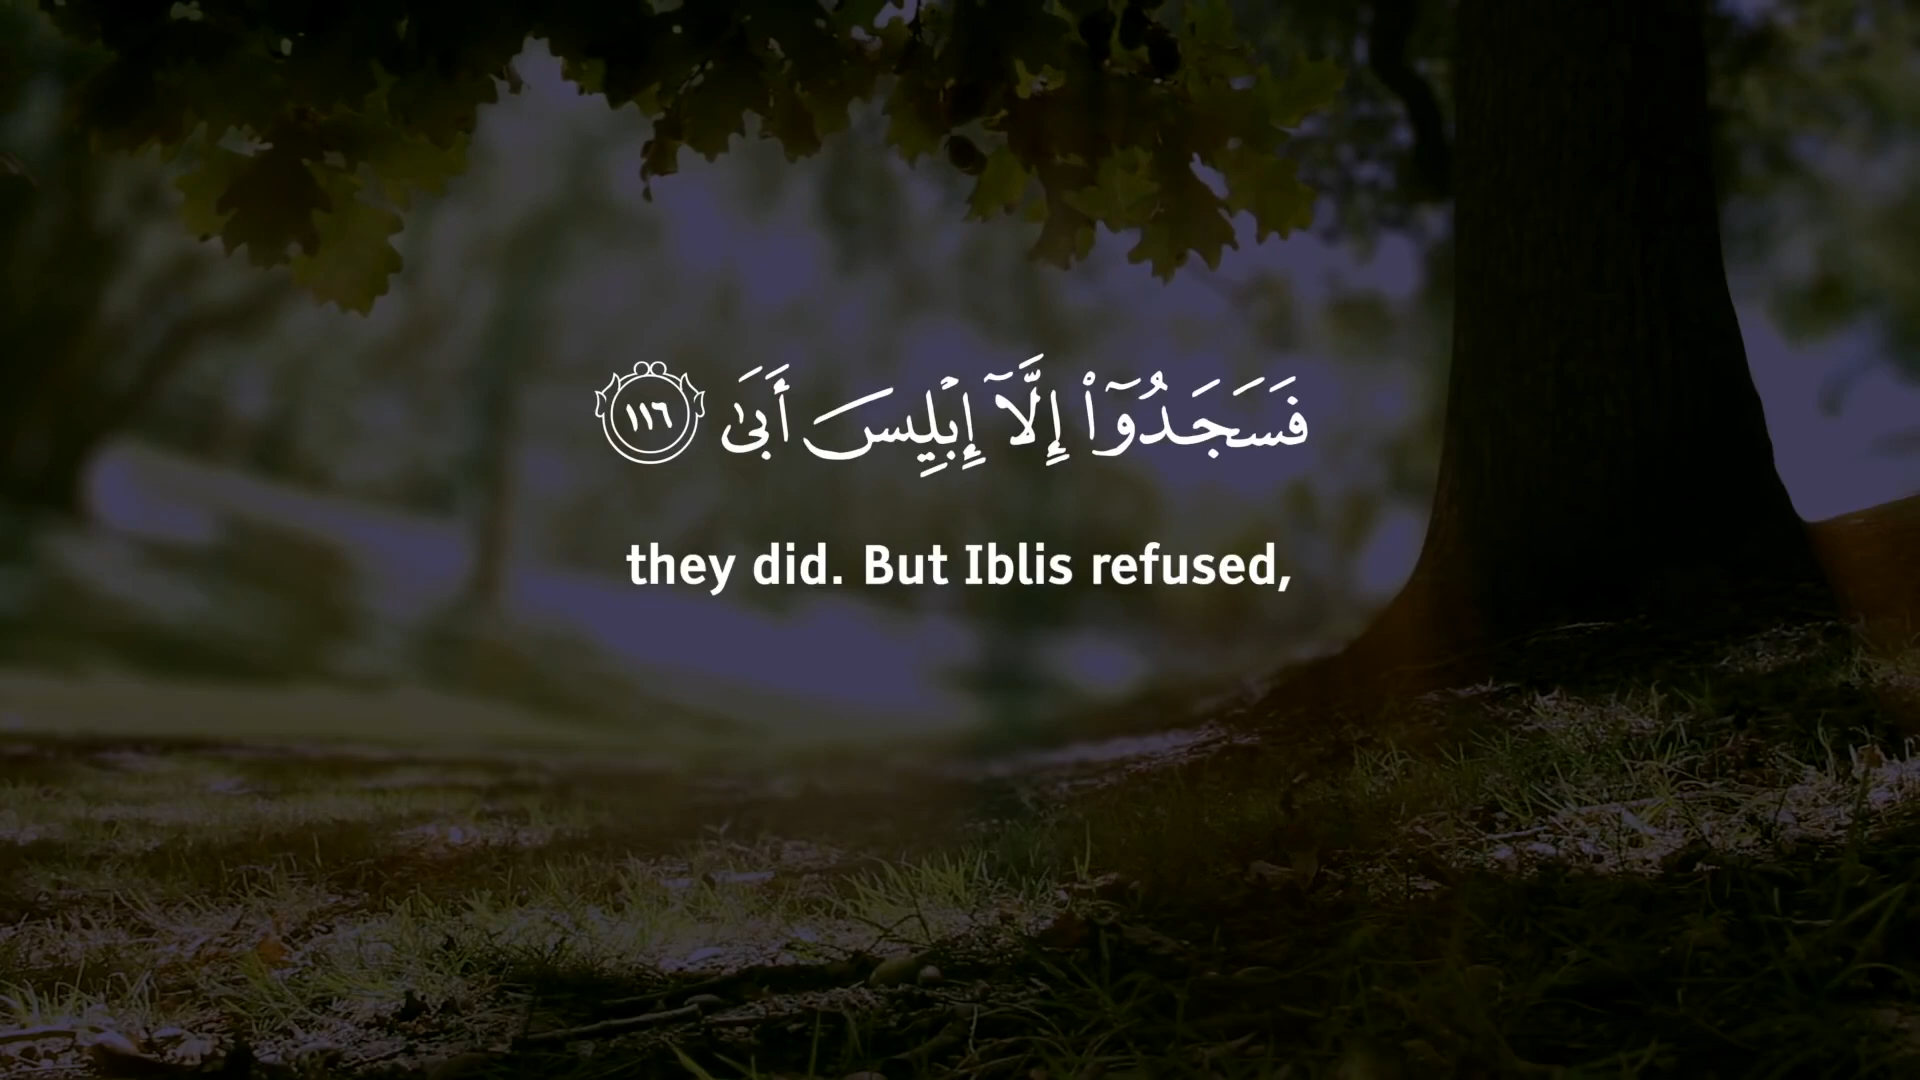 فَسَجَدُوٓا۟ إِلَّآ إِبْلِيسَ أَبَىٰ ١١٦
they did. But Iblis refused,